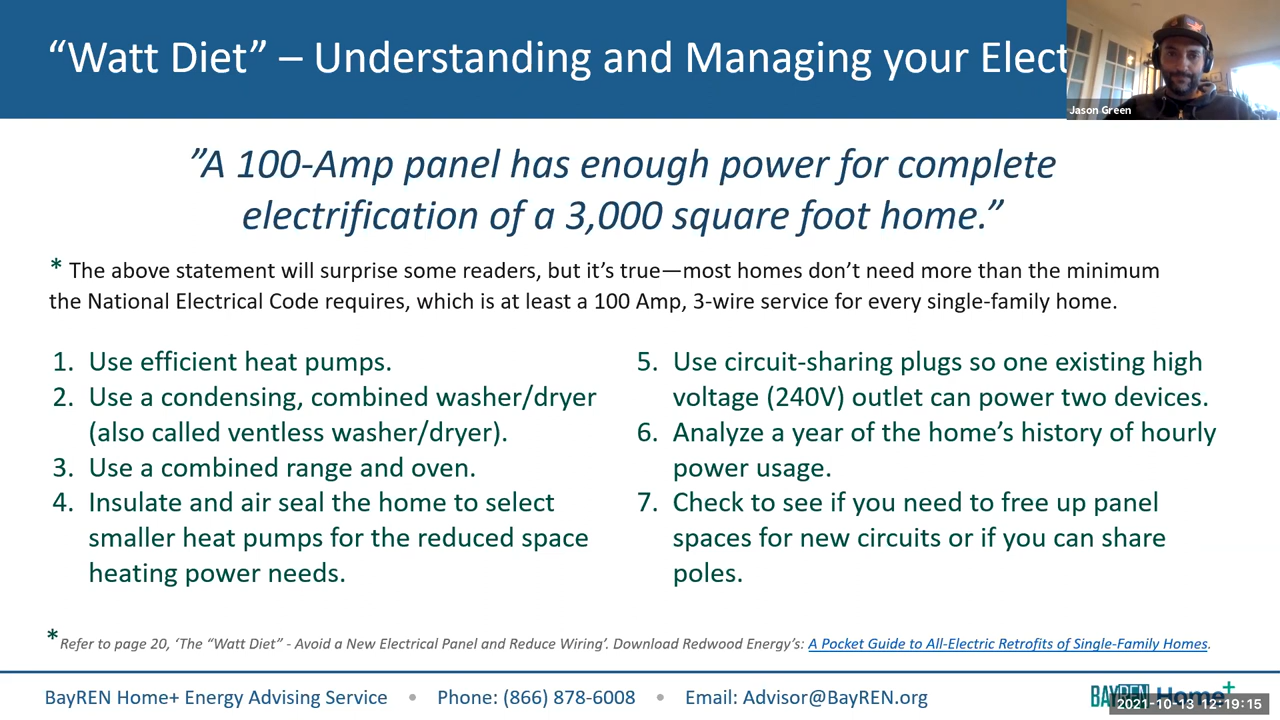 “Watt Diet” – Understanding and Managing your Elect
Jason Green
”A 100-Amp panel has enough power for complete
electrification of a 3,000 square foot home.”
* The above statement will surprise some readers, but it’s true—most homes don’t need more than the minimum
the National Electrical Code requires, which is at least a 100 Amp, 3-wire service for every single-family home.
1. Use efficient heat pumps.
2. Use a condensing, combined washer/dryer
(also called ventless washer/dryer).
3. Use a combined range and oven.
4. Insulate and air seal the home to select
smaller heat pumps for the reduced space
heating power needs.
5. Use circuit-sharing plugs so one existing high
voltage (240V) outlet can power two devices.
6. Analyze a year of the home’s history of hourly
power usage.
7. Check to see if you need to free up panel
spaces for new circuits or if you can share
poles.
*Refer to page 20, ‘The “Watt Diet” - Avoid a New Electrical Panel and Reduce Wiring’. Download Redwood Energy’s: A Pocket Guide to All-Electric Retrofits of Single-Family Homes.
BayREN Home+ Energy Advising Service • Phone: (866) 878-6008 • Email: Advisor@BayREN.org
BAYREN Home+
2021-10-13 12:19:15